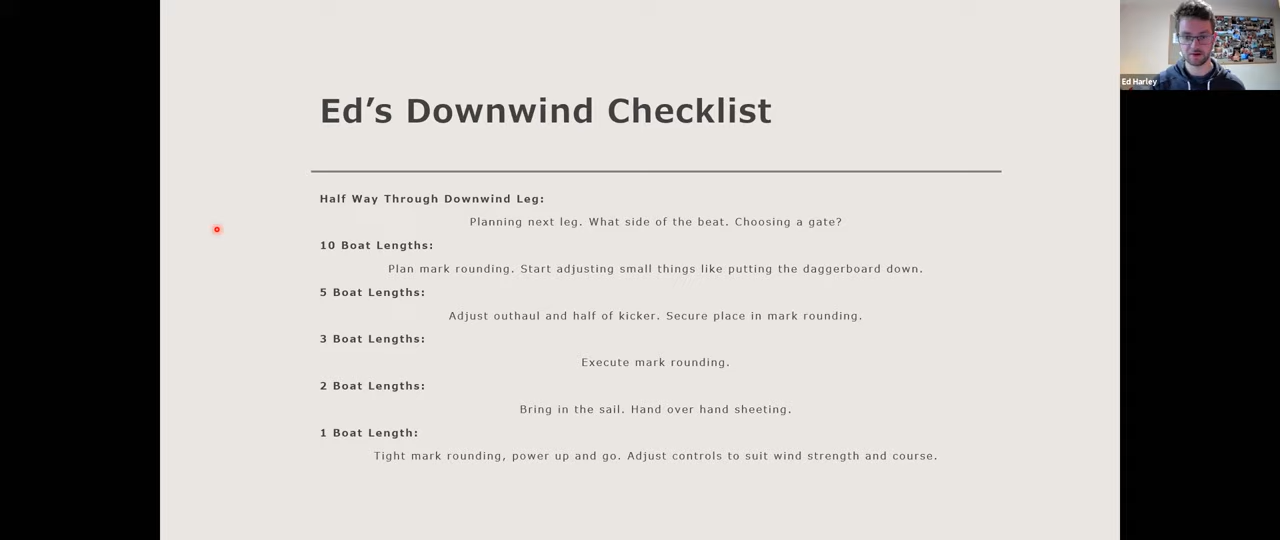 Ed Harley
Ed's Downwind Checklist
Half Way Through Downwind Leg:
Planning next leg. What side of the beat. Choosing a gate?
10 Boat Lengths:
Plan mark rounding. Start adjusting small things like putting the daggerboard down.
5 Boat Lengths:
Adjust outhaul and half of kicker. Secure place in mark rounding.
3 Boat Lengths:
Execute mark rounding.
2 Boat Lengths:
Bring in the sail. Hand over hand sheeting.
1 Boat Length:
Tight mark rounding, power up and go. Adjust controls to suit wind strength and course.